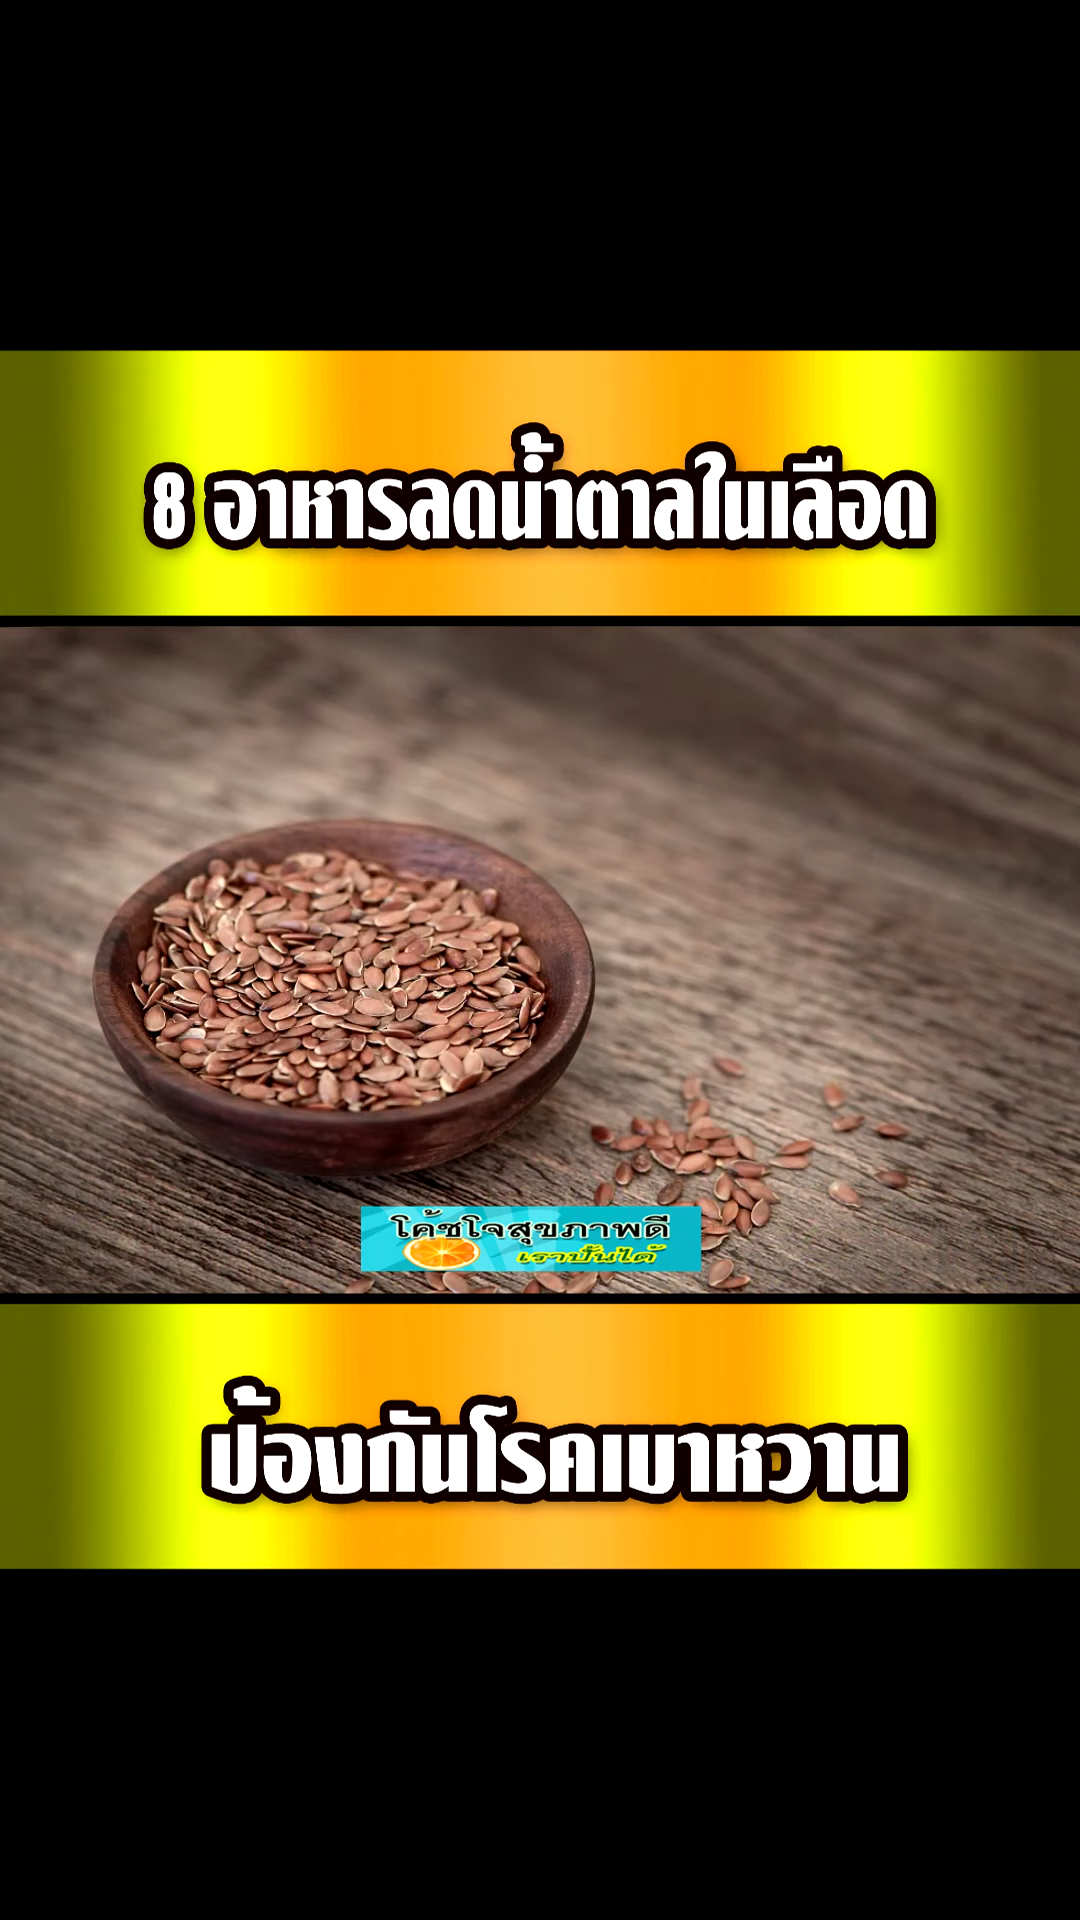 8 อาหารลดน้ำตาลในเลือด
โค้ชโจสุขภาพดี
เราปั้นได้
ป้องกันโรคเบาหวาน